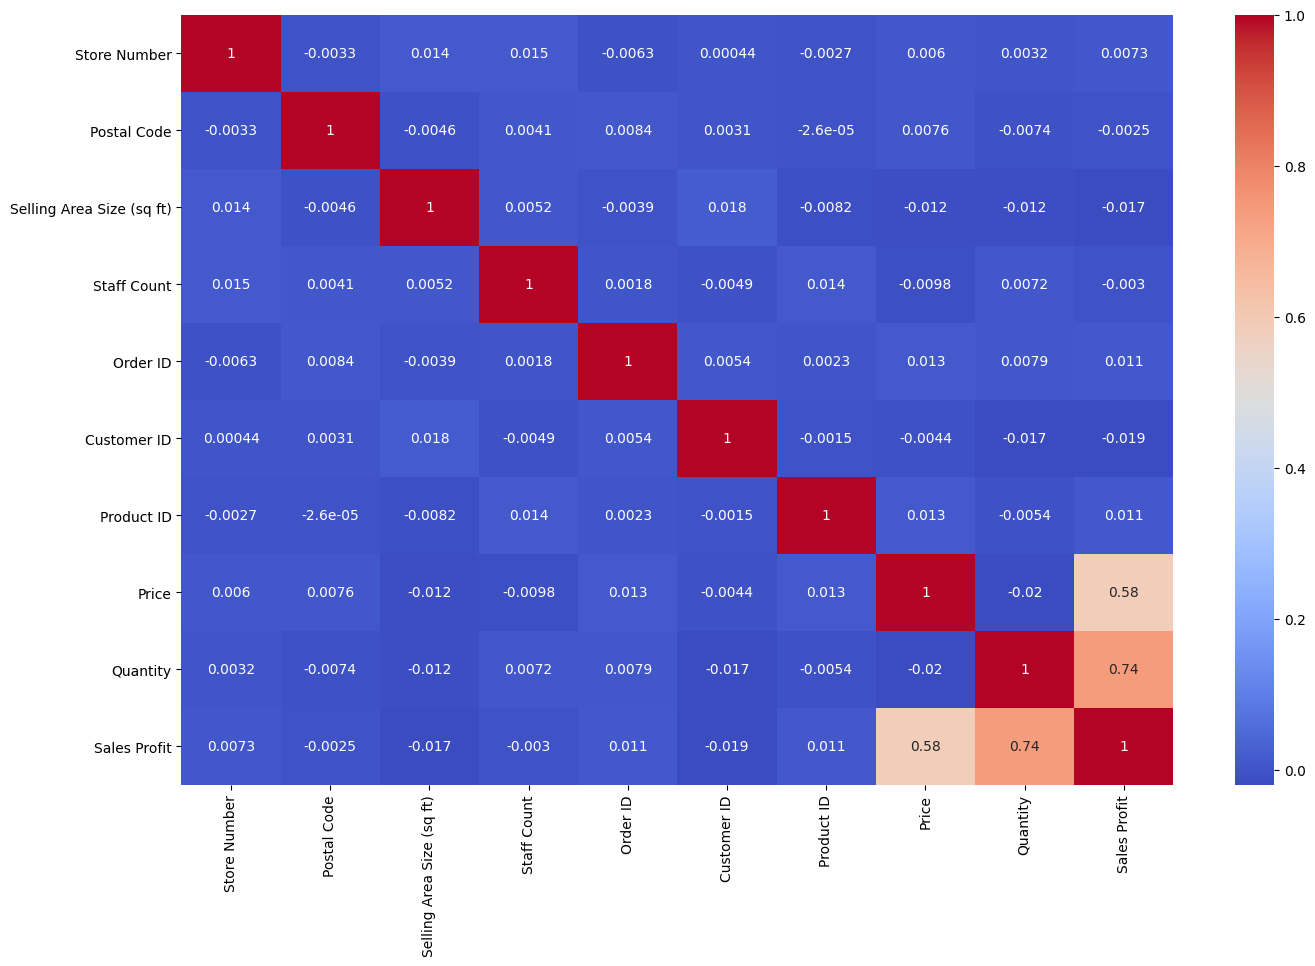 Store Number 1 -0.0033 0.014 0.015 -0.0063 0.00044 -0.0027 0.006 0.0032 0.0073
Postal Code -0.0033 1 -0.0046 0.0041 0.0084 0.0031 -2.6e-05 0.0076 -0.0074 -0.0025
Selling Area Size (sq ft) 0.014 -0.0046 1 0.0052 -0.0039 0.018 -0.0082 -0.012 -0.012 -0.017
Staff Count 0.015 0.0041 0.0052 1 0.0018 -0.0049 0.014 -0.0098 0.0072 -0.003
Order ID -0.0063 0.0084 -0.0039 0.0018 1 0.0054 0.0023 0.013 0.0079 0.011
Customer ID 0.00044 0.0031 0.018 -0.0049 0.0054 1 -0.0015 -0.0044 -0.017 -0.019
Product ID -0.0027 -2.6e-05 -0.0082 0.014 0.0023 -0.0015 1 0.013 -0.0054 0.011
Price 0.006 0.0076 -0.012 -0.0098 0.013 -0.0044 0.013 1 -0.02 0.58
Quantity 0.0032 -0.0074 -0.012 0.0072 0.0079 -0.017 -0.0054 -0.02 1 0.74
Sales Profit 0.0073 -0.0025 -0.017 -0.003 0.011 -0.019 0.011 0.58 0.74 1
Store Number
Postal Code
Selling Area Size (sq ft)
Staff Count
Order ID
Customer ID
Product ID
Price
Quantity
Sales Profit
1.0
0.8
0.6
0.4
0.2
0.0